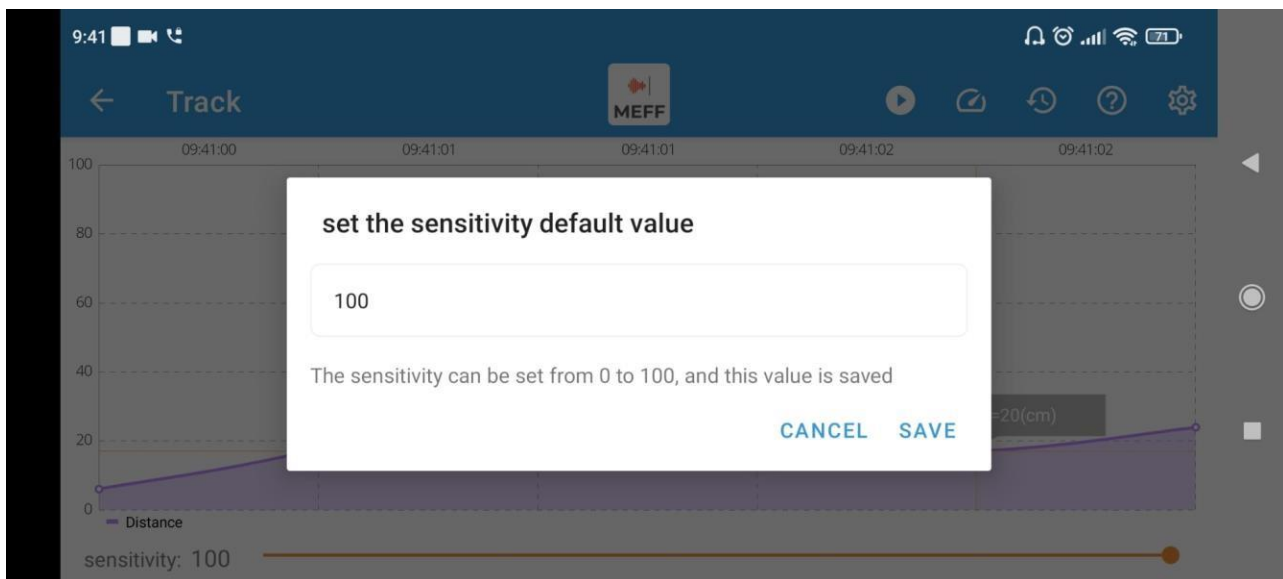 9:41
71
Track
MEFF
09:41:00 09:41:01 09:41:01 09:41:02 09:41:02
100
80
set the sensitivity default value
60
100
40
The sensitivity can be set from 0 to 100, and this value is saved
=20(cm)
CANCEL SAVE
20
0
Distance
sensitivity: 100